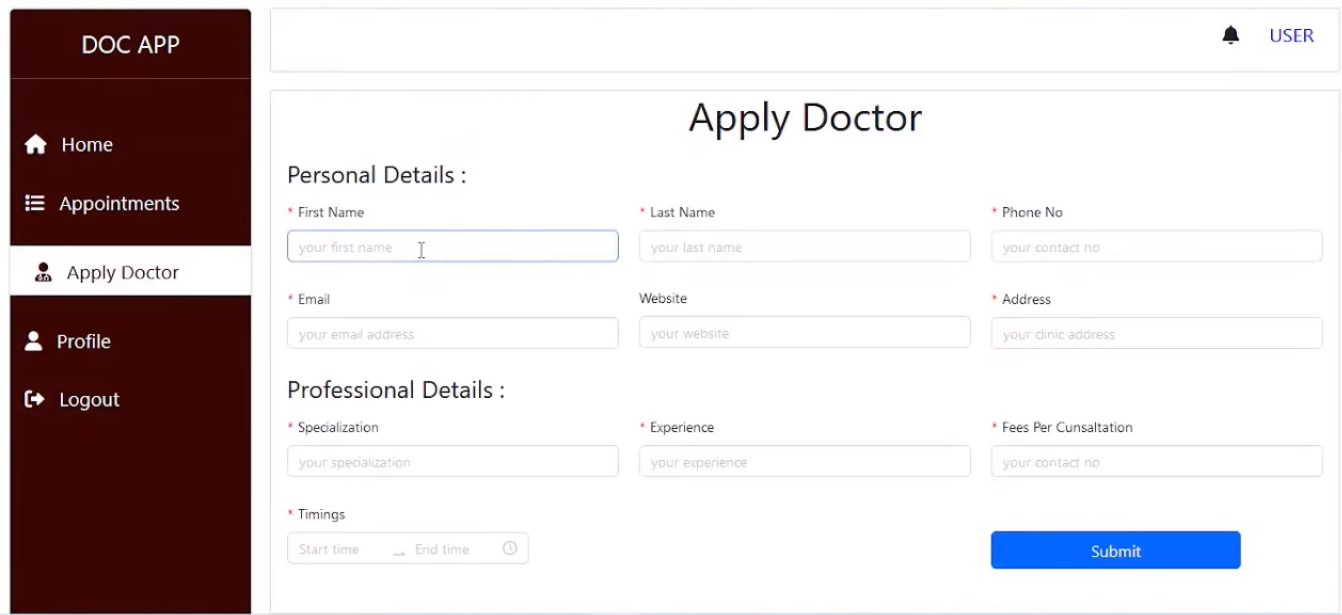 DOC APP
Home
Appointments
Apply Doctor
Profile
Logout
USER
Apply Doctor
Personal Details :
* First Name * Last Name * Phone No
your first name your last name your contact no
* Email Website * Address
your email address your website your clinic address
Professional Details :
* Specialization * Experience * Fees Per Cunsaltation
your specialization your experience your contact no
* Timings
Start time End time
Submit